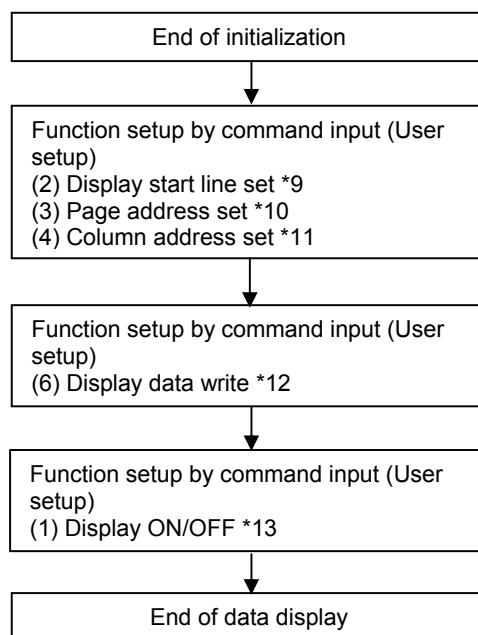 End of initialization
Function setup by command input (User
setup)
(2) Display start line set *9
(3) Page address set *10
(4) Column address set *11
Function setup by command input (User
setup)
(6) Display data write *12
Function setup by command input (User
setup)
(1) Display ON/OFF *13
End of data display